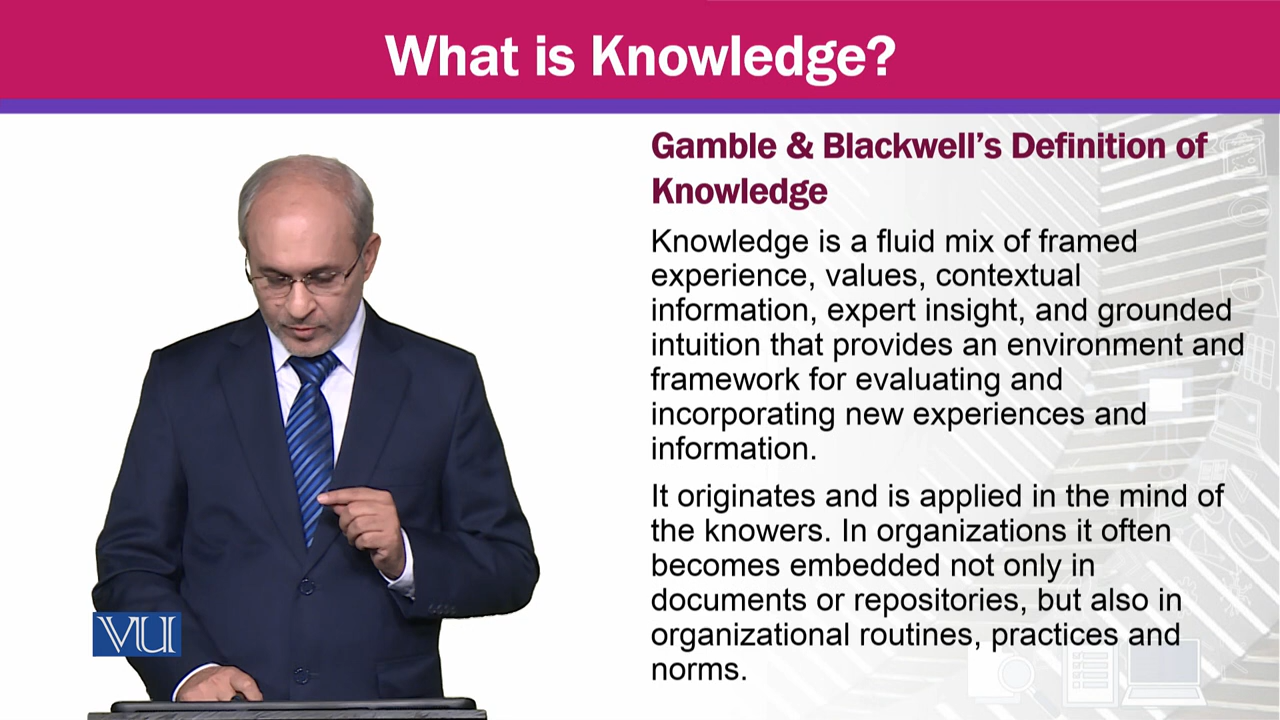 What is Knowledge?
Gamble & Blackwell's Definition of
Knowledge
Knowledge is a fluid mix of framed
experience, values, contextual
information, expert insight, and grounded
intuition that provides an environment and
framework for evaluating and
incorporating new experiences and
information.
It originates and is applied in the mind of
the knowers. In organizations it often
becomes embedded not only in
documents or repositories, but also in
organizational routines, practices and
norms.
VU